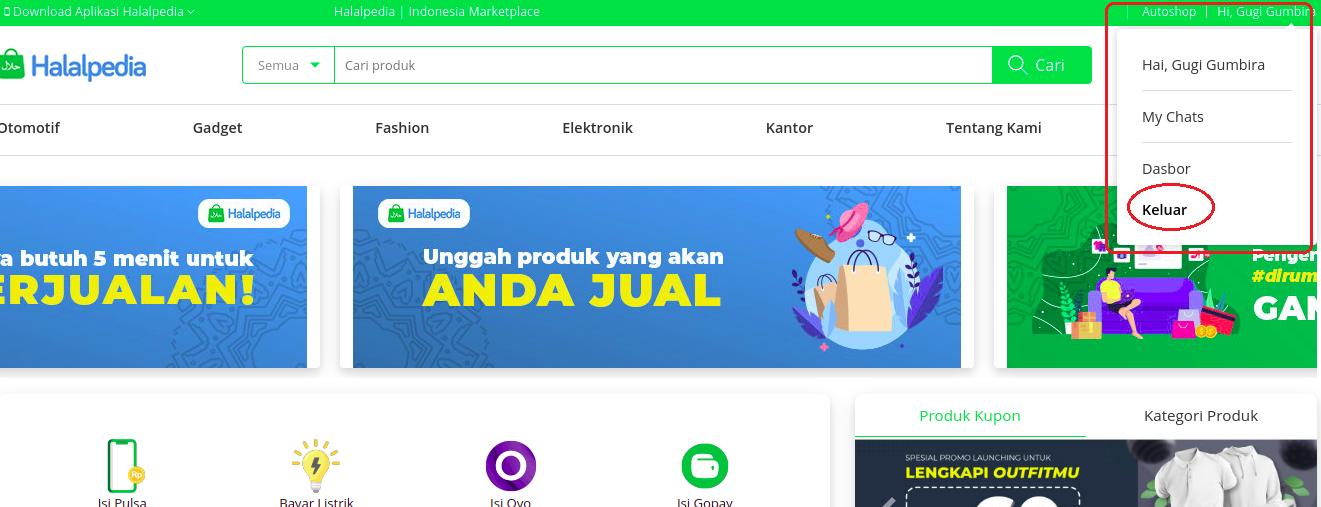 Download Aplikasi Halalpedia
Halalpedia | Indonesia Marketplace
Autoshop | Hi, Gugi Gumbira
Halalpedia
Semua
Cari produk
Cari
Hai, Gugi Gumbira
My Chats
Dasbor
Keluar
Otomotif
Gadget
Fashion
Elektronik
Kantor
Tentang Kami
Halalpedia
butuh 5 menit untuk
ERJUALAN!
Halalpedia
Unggah produk yang akan
ANDA JUAL
Pengen
#dirum
GAN
Produk Kupon
Kategori Produk
Isi Pulsa
Bayar Listrik
Isi Ovo
Isi Gopay
Rp
SPESIAL PROMO LAUNCHING UNTUK
LENGKAPI OUTFITMU